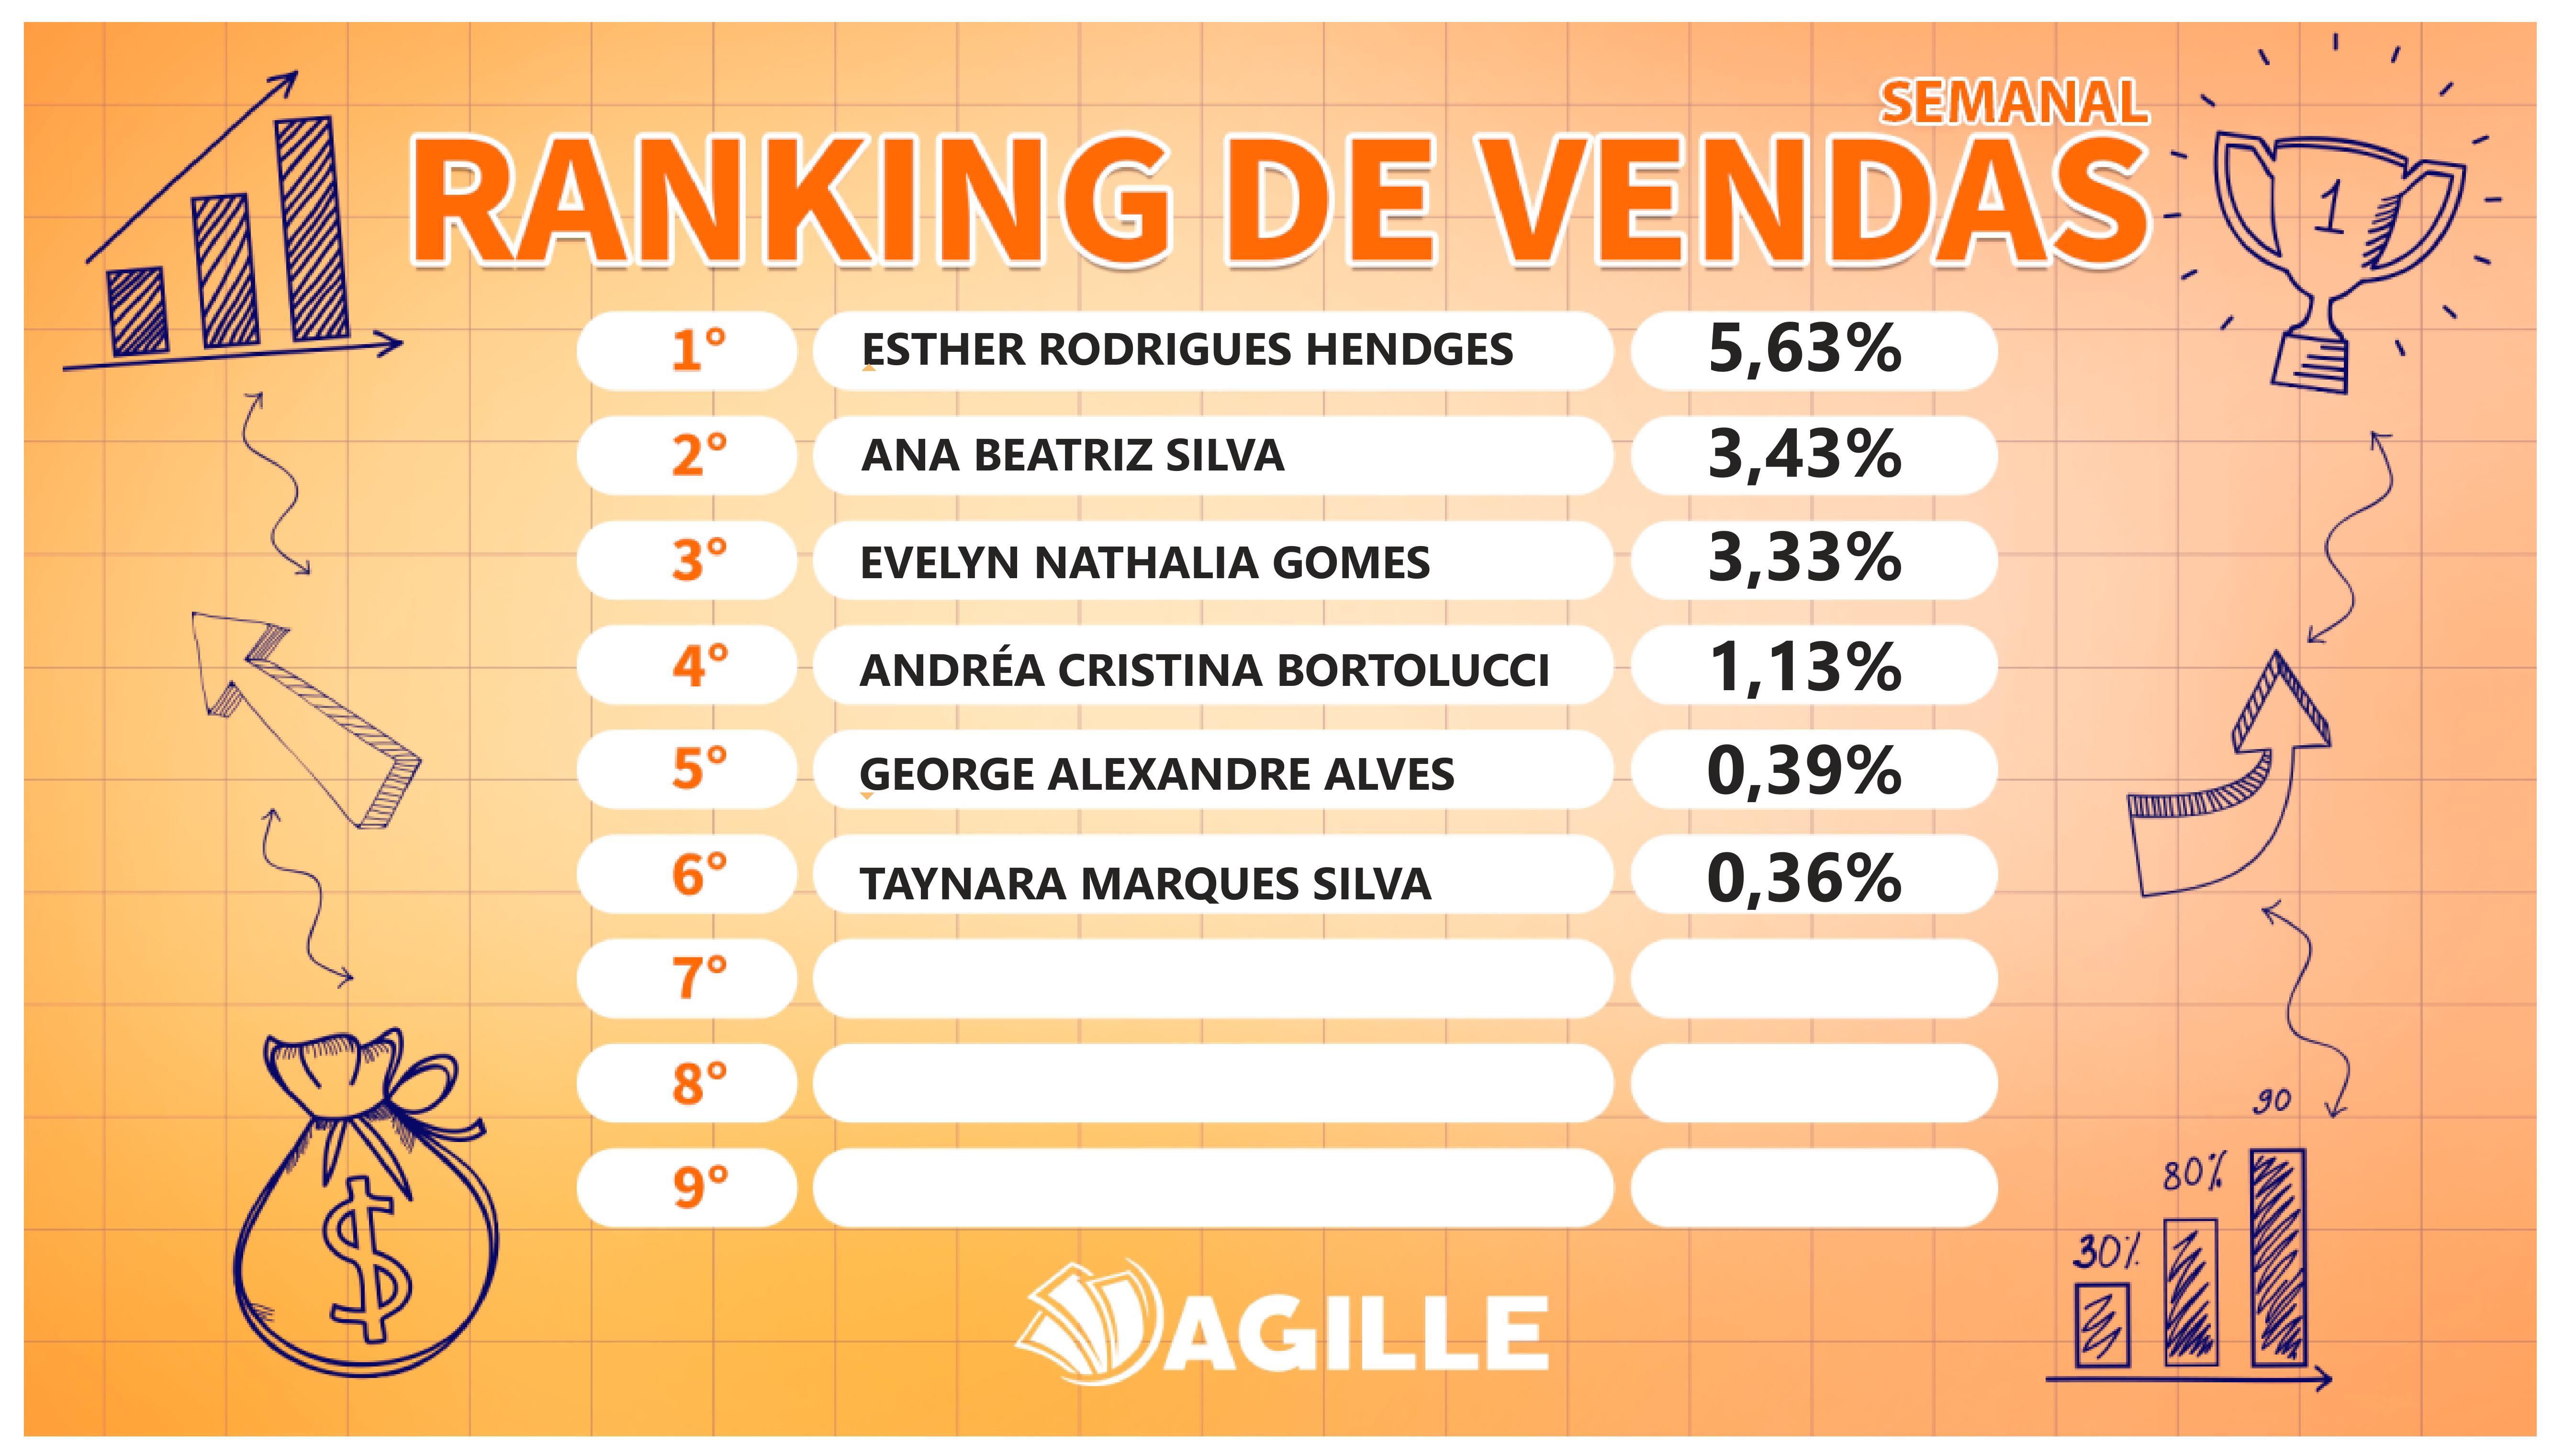 SEMANAL
RANKING DE VENDAS
1
1° ESTHER RODRIGUES HENDGES 5,63%
2° ANA BEATRIZ SILVA 3,43%
3° EVELYN NATHALIA GOMES 3,33%
4° ANDRÉA CRISTINA BORTOLUCCI 1,13%
5° GEORGE ALEXANDRE ALVES 0,39%
6° TAYNARA MARQUES SILVA 0,36%
7°
8°
9°
$
90
80%
30%
AGILLE